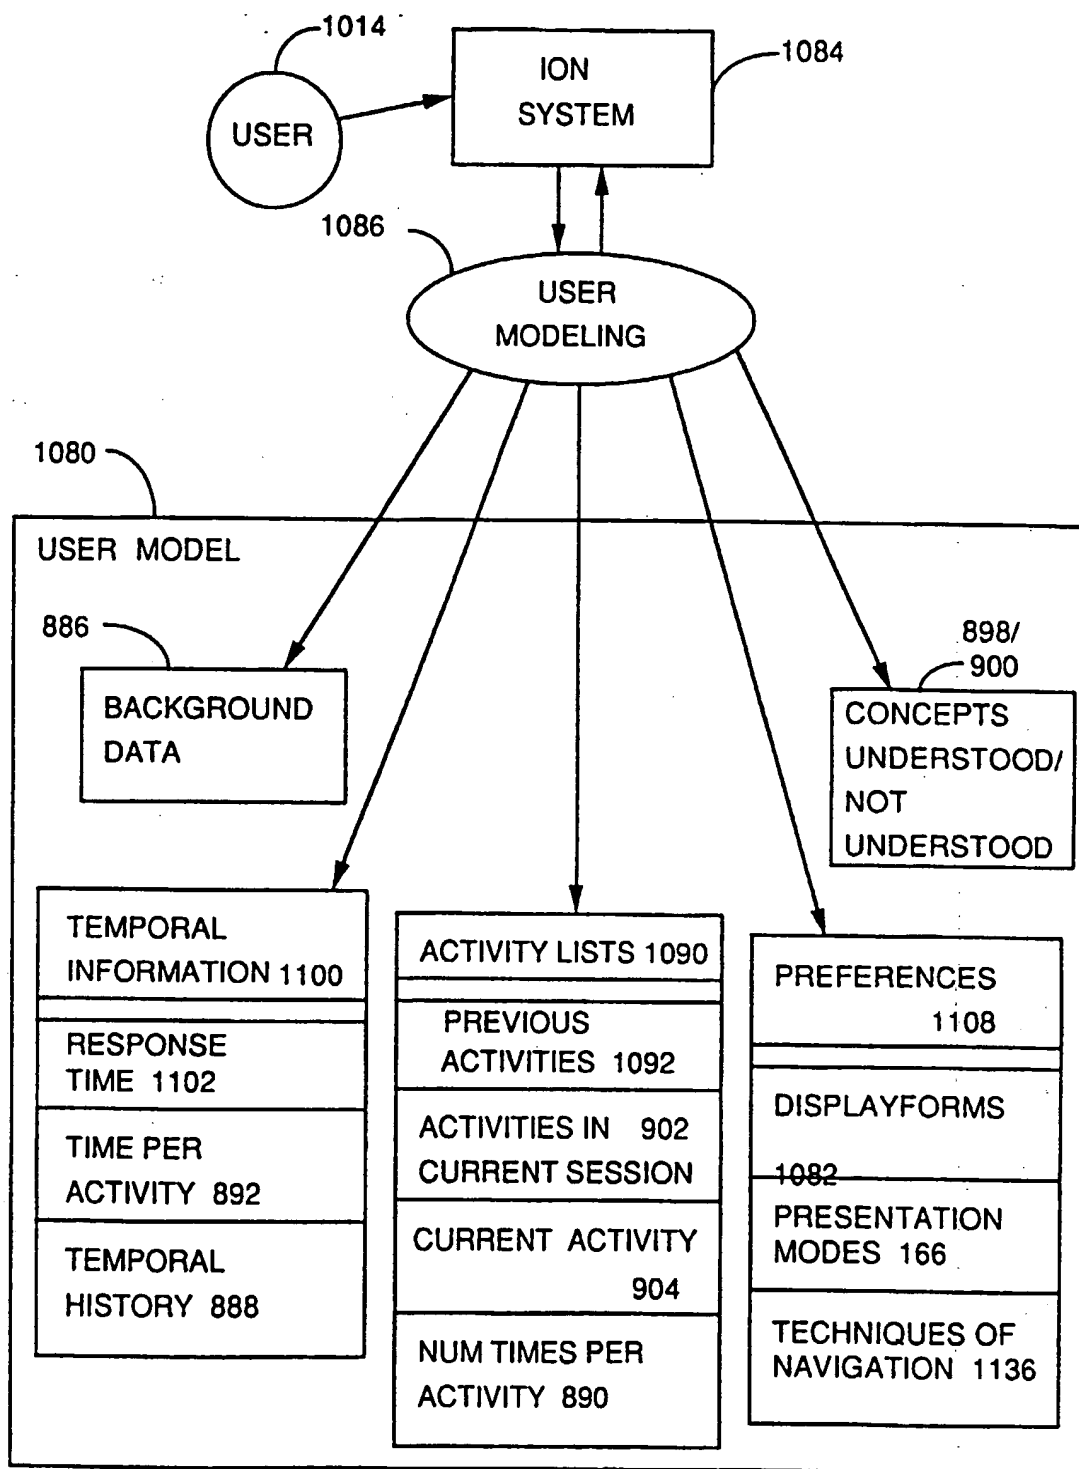 1014
ION
SYSTEM
1084
USER
1086
USER
MODELING
1080
USER MODEL
886
BACKGROUND
DATA
898/
900
CONCEPTS
UNDERSTOOD/
NOT
UNDERSTOOD
TEMPORAL
INFORMATION 1100
RESPONSE
TIME 1102
TIME PER
ACTIVITY 892
TEMPORAL
HISTORY 888
ACTIVITY LISTS 1090
PREVIOUS
ACTIVITIES 1092
ACTIVITIES IN 902
CURRENT SESSION
CURRENT ACTIVITY
904
NUM TIMES PER
ACTIVITY 890
PREFERENCES
1108
DISPLAYFORMS
1082
PRESENTATION
MODES 166
TECHNIQUES OF
NAVIGATION 1136